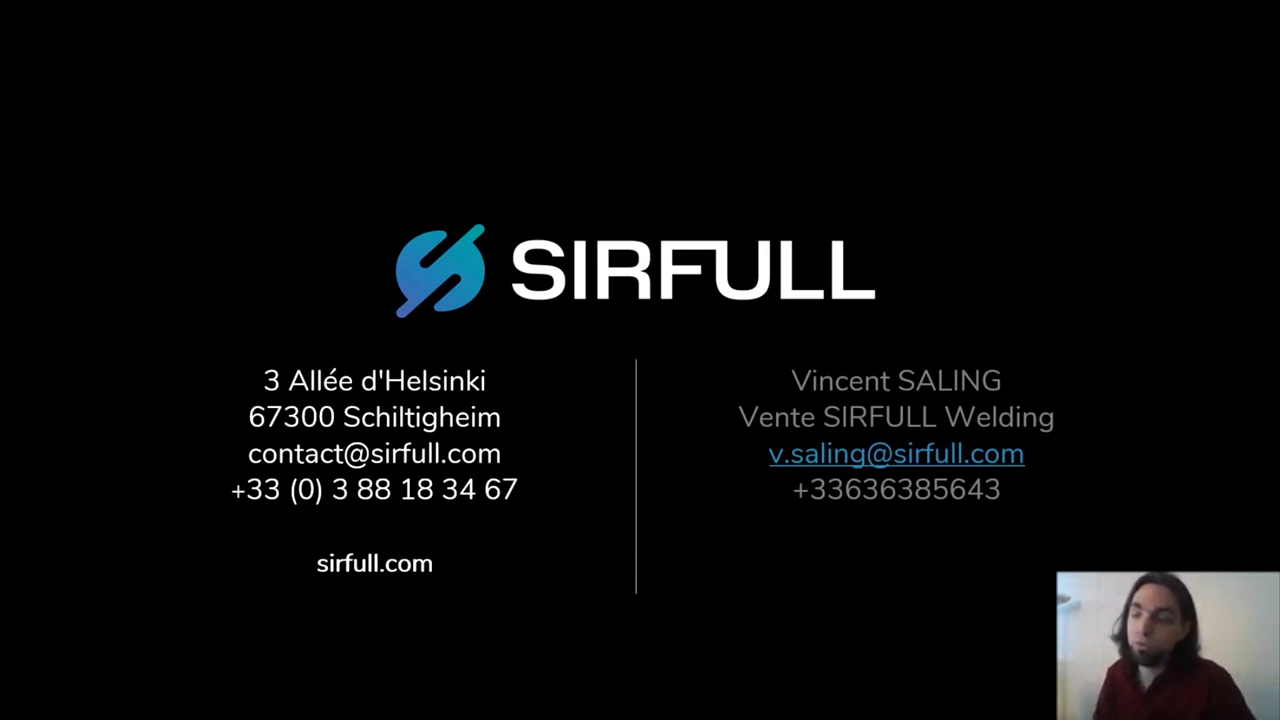 SIRFULL
3 Allée d'Helsinki
67300 Schiltigheim
contact@sirfull.com
+33 (0) 3 88 18 34 67
sirfull.com
Vincent SALING
Vente SIRFULL Welding
v.saling@sirfull.com
+33636385643